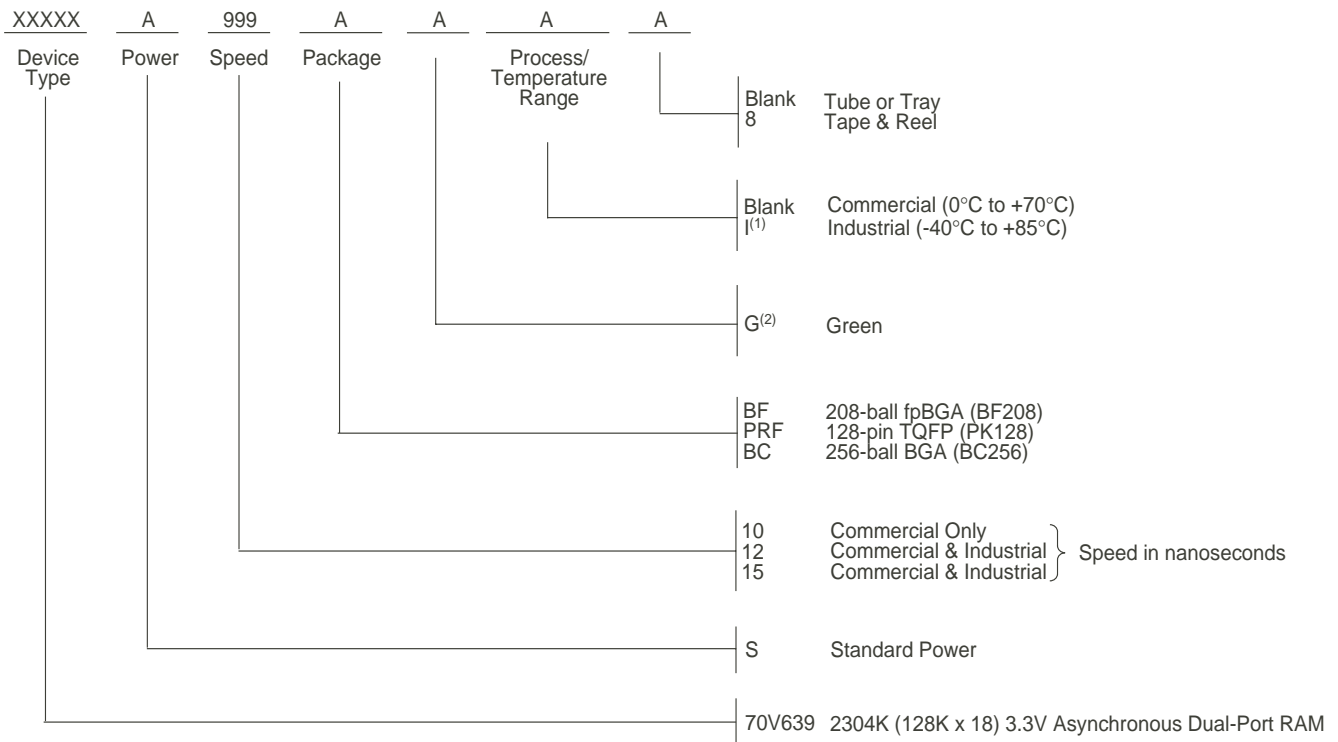 XXXXX A 999 A A A A
Device Type
Power
Speed
Package
Process/
Temperature
Range
Blank Tube or Tray
8 Tape & Reel
Blank Commercial (0°C to +70°C)
I(1) Industrial (-40°C to +85°C)
G(2) Green
BF 208-ball fpBGA (BF208)
PRF 128-pin TQFP (PK128)
BC 256-ball BGA (BC256)
10 Commercial Only
12 Commercial & Industrial
15 Commercial & Industrial
Speed in nanoseconds
S Standard Power
70V639 2304K (128K x 18) 3.3V Asynchronous Dual-Port RAM